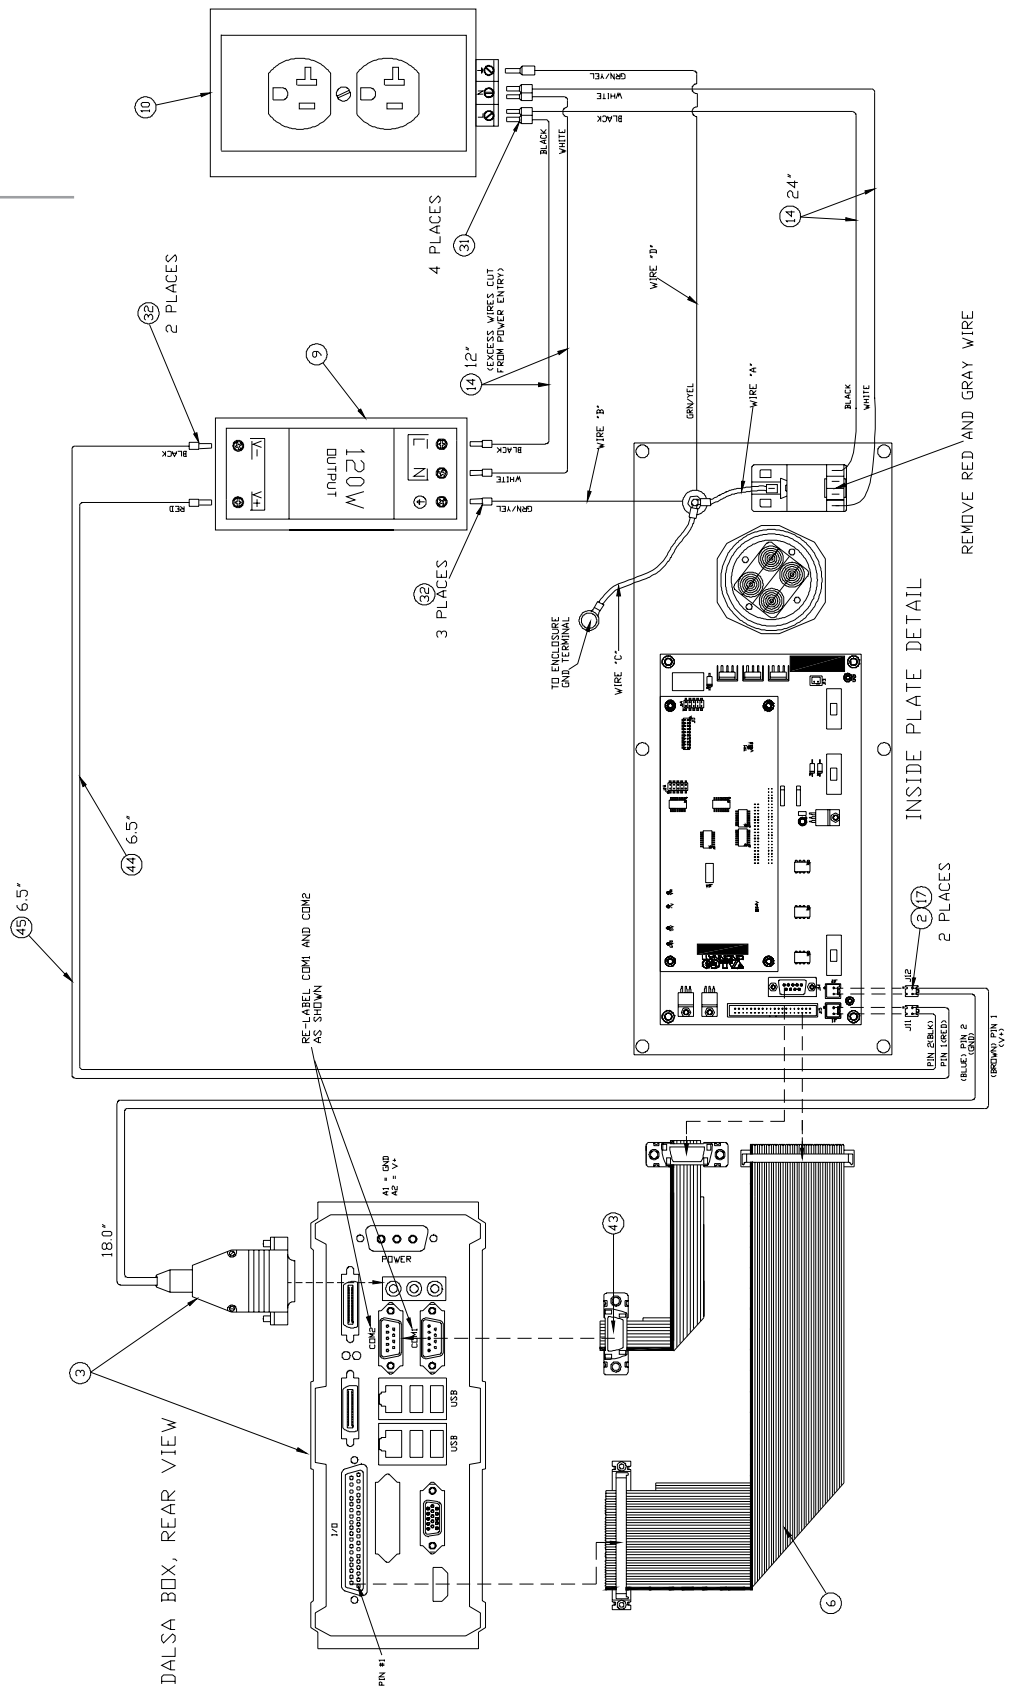 10
⏚
N
L
GRN/YEL
WHITE
BLACK
BLACK
WHITE
4 PLACES
31
14 24"
32
2 PLACES
9
14 12"
(EXCESS WIRES CUT
FROM POWER ENTRY)
WIRE "D"
BLACK
RED
V-
V+
120W
OUTPUT
L
N
BLACK
WHITE
GRN/YEL
WIRE "B"
GRN/YEL
WIRE "A"
BLACK
WHITE
REMOVE RED AND GRAY WIRE
32
3 PLACES
TO ENCLOSURE
GND TERMINAL
WIRE "C"
INSIDE PLATE DETAIL
44 6.5"
45 6.5"
RE-LABEL COM1 AND COM2
AS SHOWN
2 17
2 PLACES
J12
J11
PIN 2(BLK)
PIN 1(RED)
(BLUE) PIN 2
(GND)
(BROWN) PIN 1
(V+)
18.0"
A1 = GND
A2 = V+
POWER
COM2
COM1
USB
USB
I/O
PIN #1
3
DALSA BOX, REAR VIEW
43
6